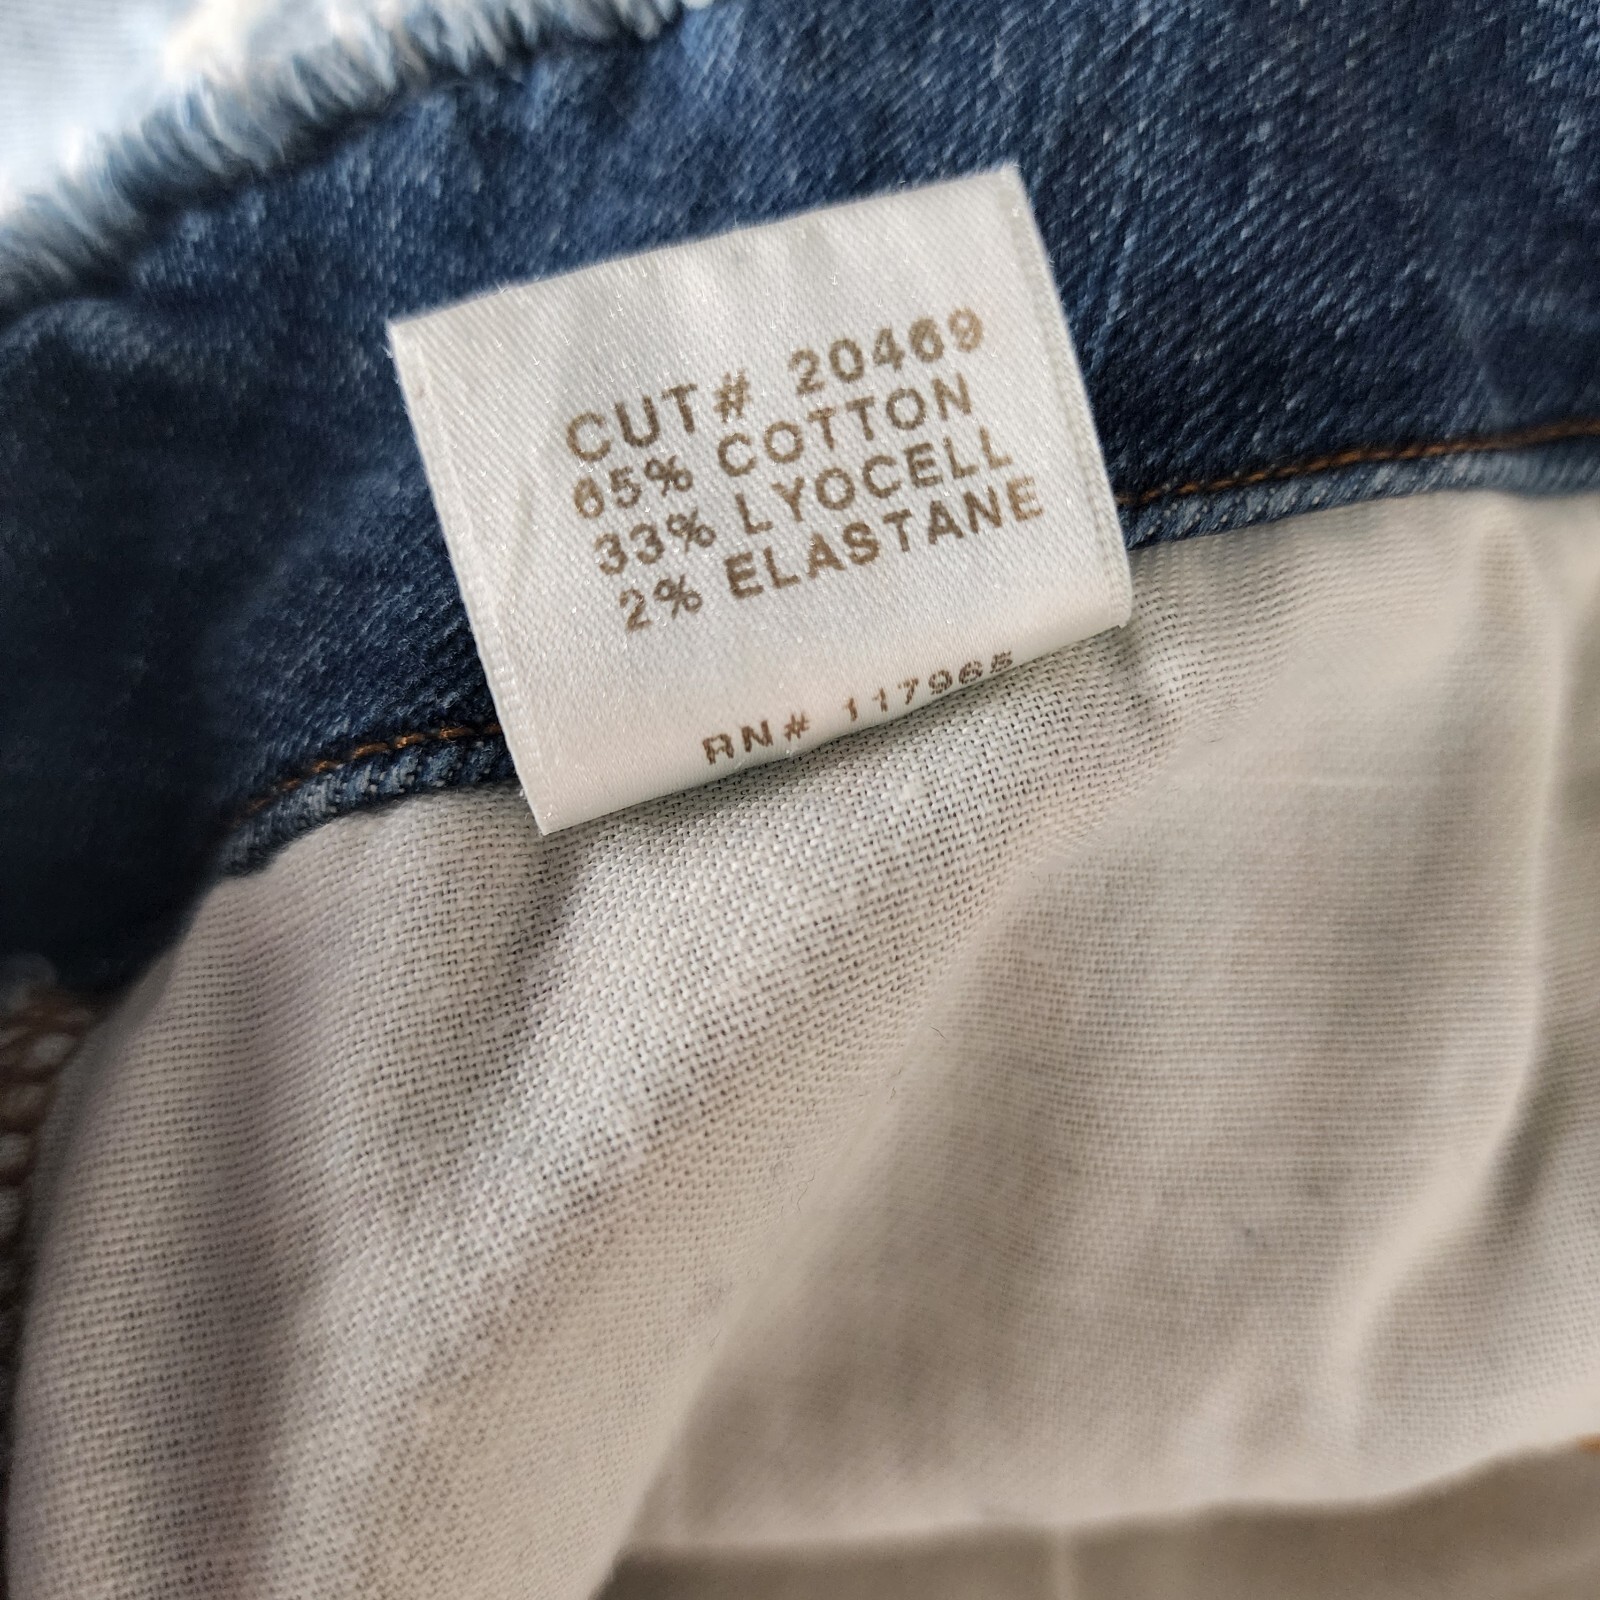 CUT# 20469
65% COTTON
33% LYOCELL
2% ELASTANE
RN# 117965